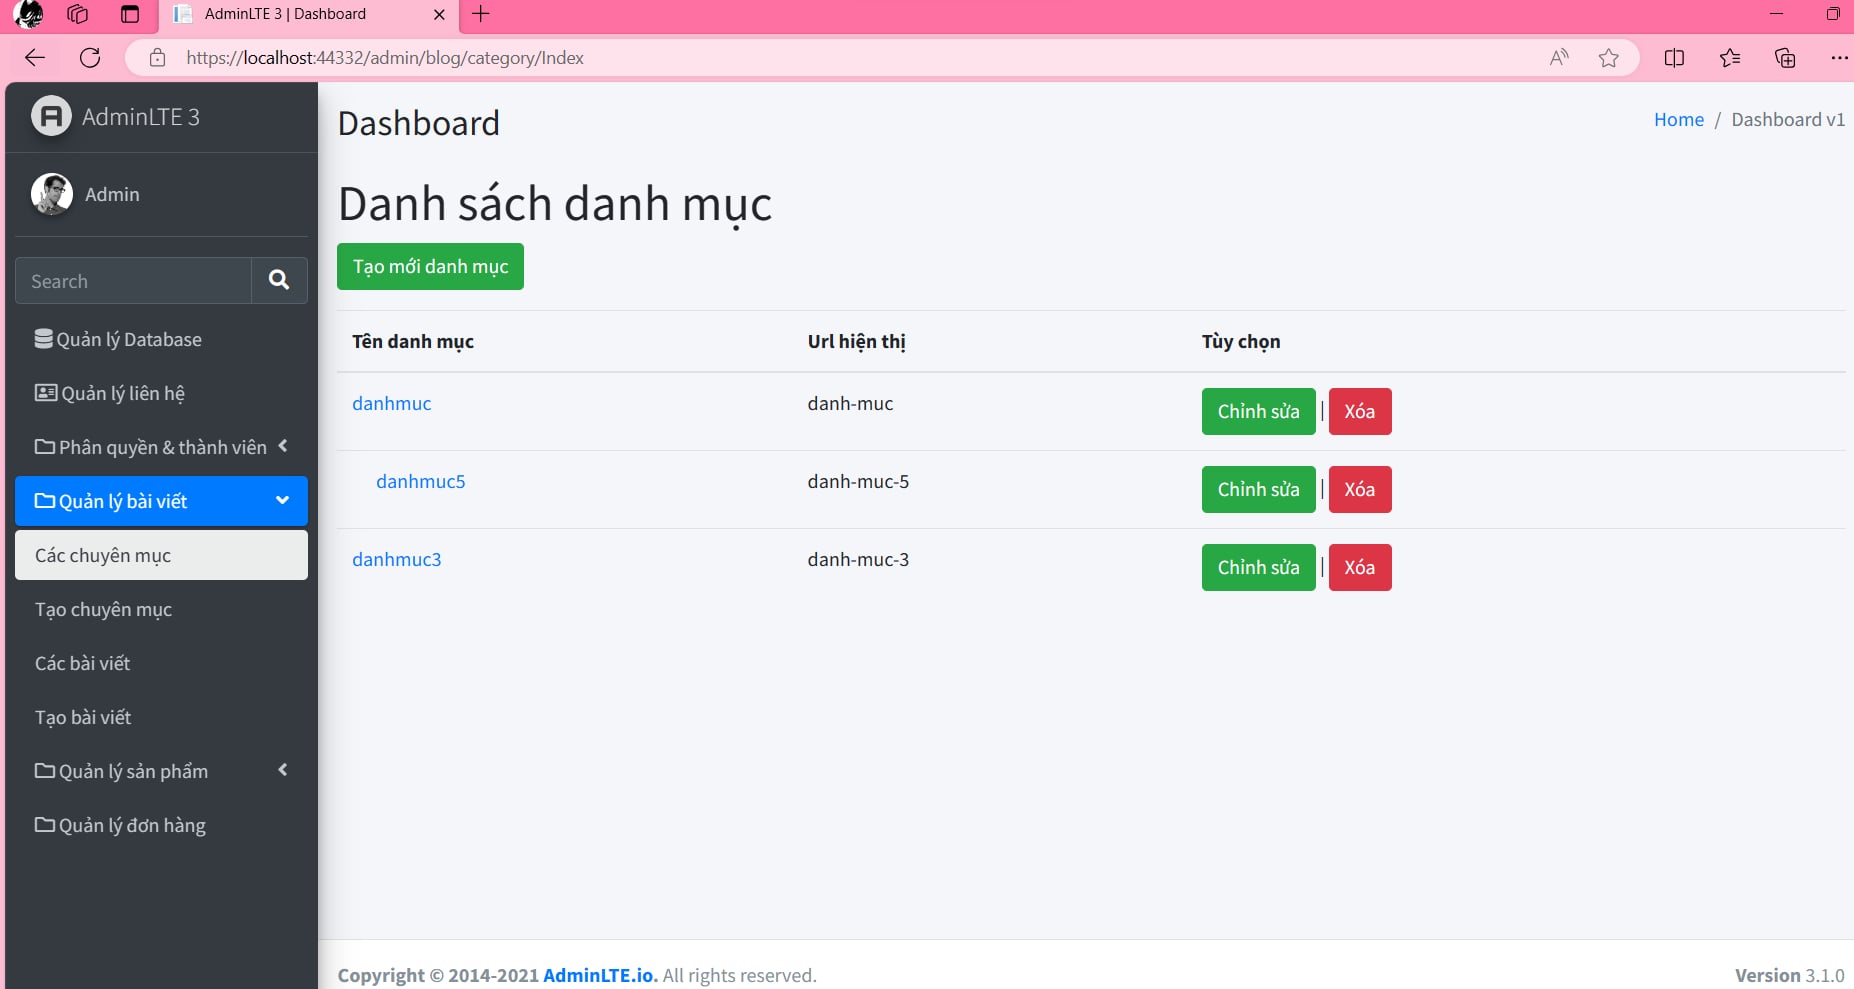 AdminLTE 3 | Dashboard
https://localhost:44332/admin/blog/category/Index
AdminLTE 3
Admin
Search
Quản lý Database
Quản lý liên hệ
Phân quyền & thành viên
Quản lý bài viết
Các chuyên mục
Tạo chuyên mục
Các bài viết
Tạo bài viết
Quản lý sản phẩm
Quản lý đơn hàng
Dashboard
Home / Dashboard v1
Danh sách danh mục
Tạo mới danh mục
Tên danh mục Url hiện thị Tùy chọn
danhmuc danh-muc Chỉnh sửa | Xóa
danhmuc5 danh-muc-5 Chỉnh sửa | Xóa
danhmuc3 danh-muc-3 Chỉnh sửa | Xóa
Copyright © 2014-2021 AdminLTE.io. All rights reserved.
Version 3.1.0